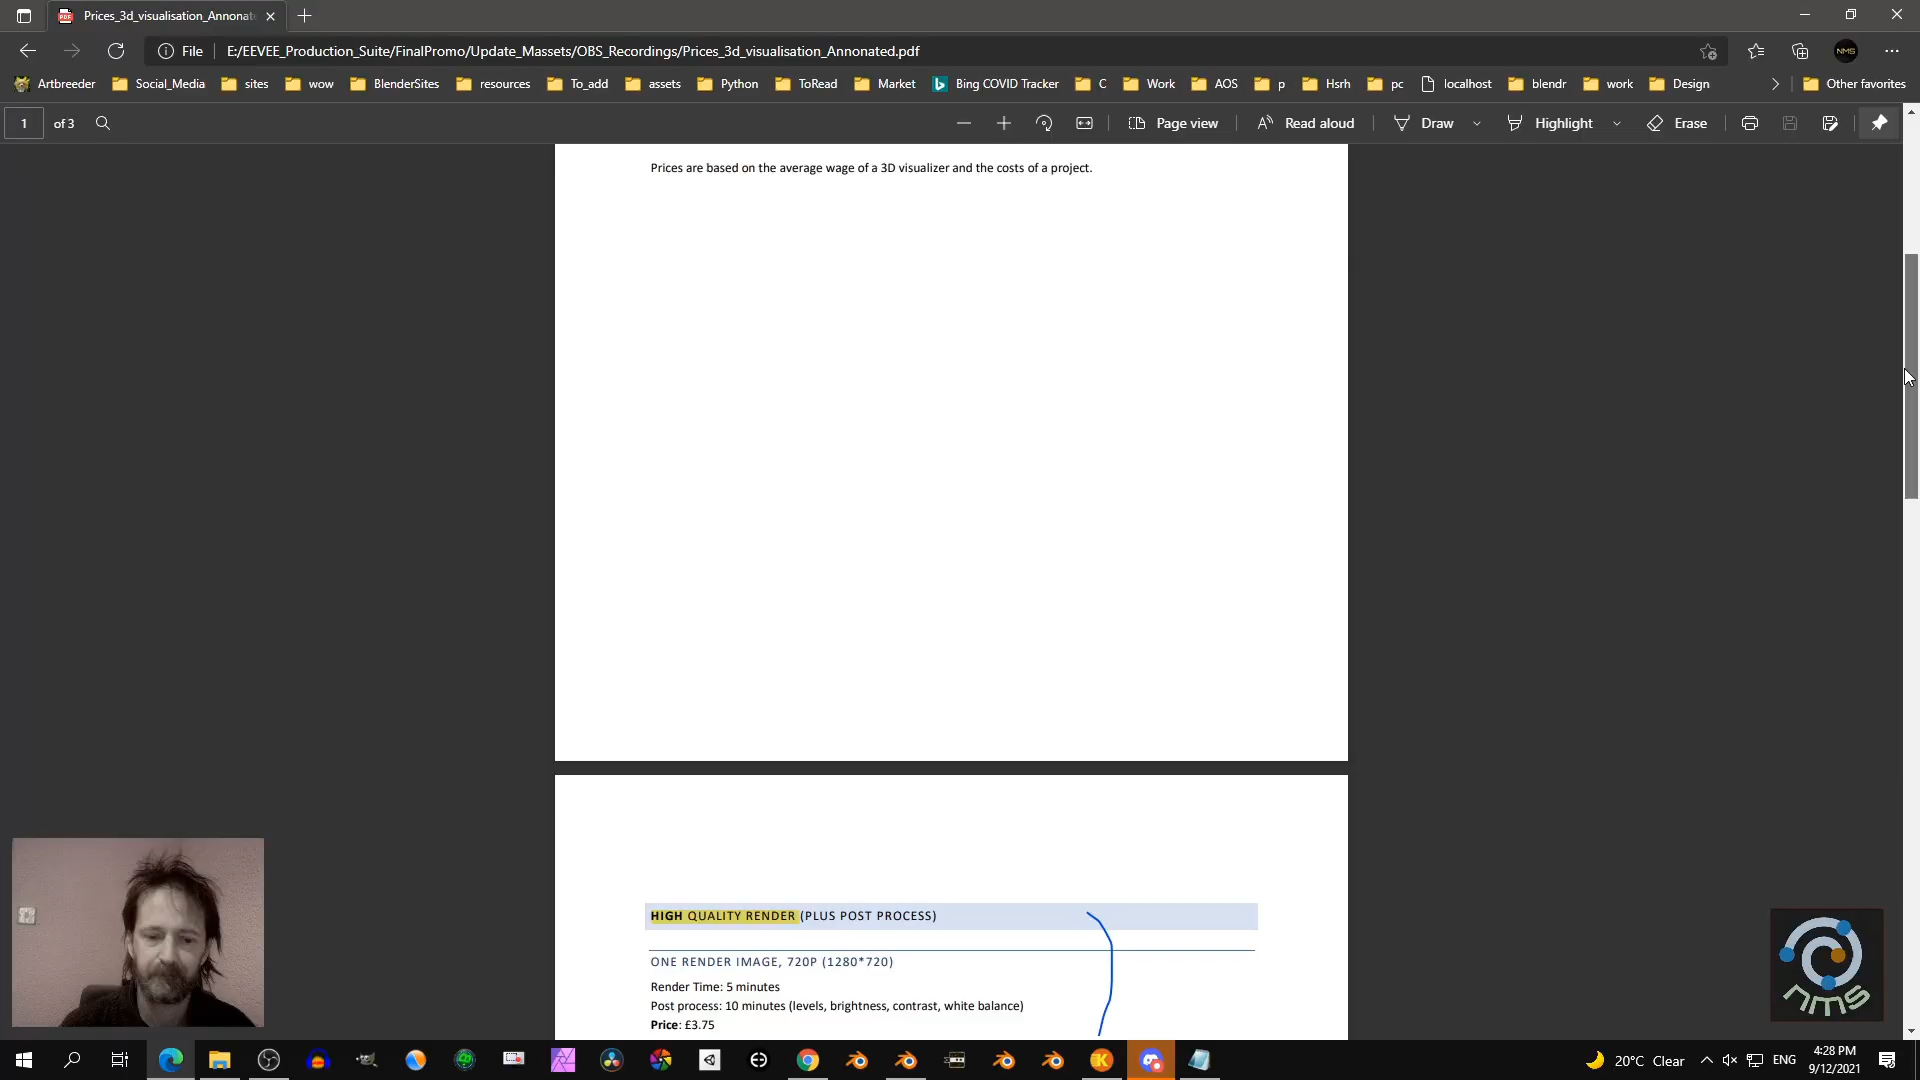 Prices_3d_visualisation_Annonat
File
E:/EEVEE_Production_Suite/FinalPromo/Update_Massets/OBS_Recordings/Prices_3d_visualisation_Annonated.pdf
NMS
Artbreeder Social_Media sites wow BlenderSites resources To_add assets Python ToRead Market Bing COVID Tracker C Work AOS p Hsrh pc localhost blendr work Design Other favorites
1 of 3 Page view Read aloud Draw Highlight Erase
Prices are based on the average wage of a 3D visualizer and the costs of a project.
HIGH QUALITY RENDER (PLUS POST PROCESS)
ONE RENDER IMAGE, 720P (1280*720)
Render Time: 5 minutes
Post process: 10 minutes (levels, brightness, contrast, white balance)
Price: £3.75
nms
20°C Clear ENG 4:28 PM
9/12/2021